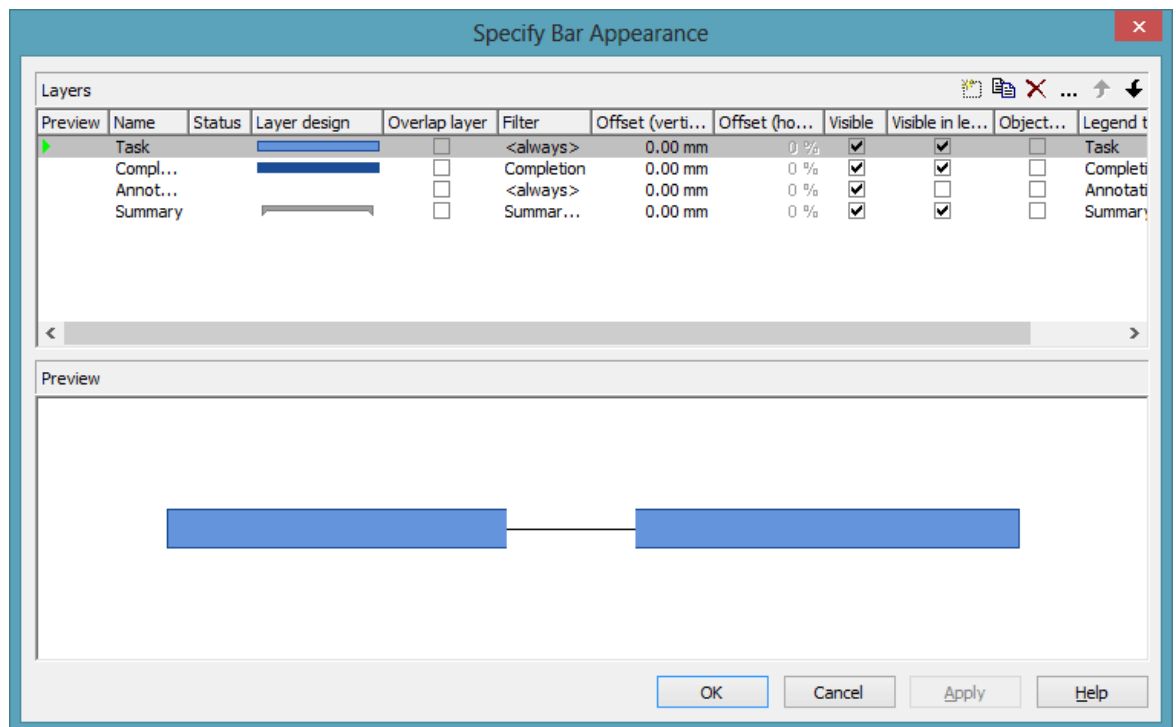 Specify Bar Appearance
Layers
...
Preview Name Status Layer design Overlap layer Filter Offset (verti... Offset (ho... Visible Visible in le... Object... Legend t
Task <always> 0.00 mm 0 % Task
Compl... Completion 0.00 mm 0 % Completi
Annot... <always> 0.00 mm 0 % Annotati
Summary Summar... 0.00 mm 0 % Summary
Preview
OK Cancel Apply Help